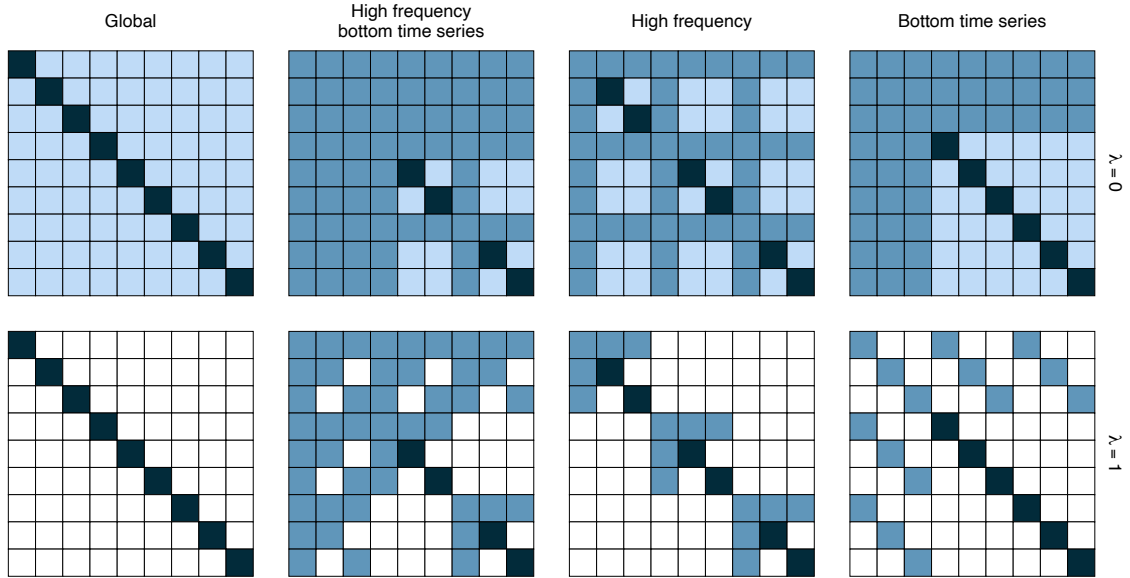 Global
High frequency
bottom time series
High frequency
Bottom time series
λ = 0
λ = 1